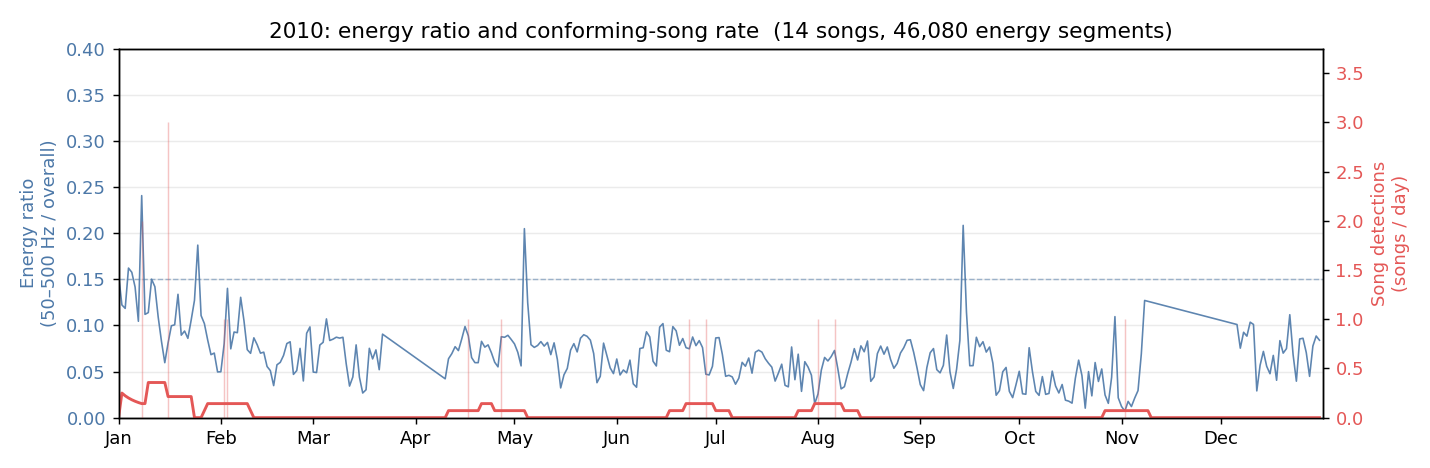 2010: energy ratio and conforming-song rate  (14 songs, 46,080 energy segments)
Energy ratio
(50–500 Hz / overall)
0.40
0.35
0.30
0.25
0.20
0.15
0.10
0.05
0.00
Jan
Feb
Mar
Apr
May
Jun
Jul
Aug
Sep
Oct
Nov
Dec
3.5
3.0
2.5
2.0
1.5
1.0
0.5
0.0
Song detections
(songs / day)